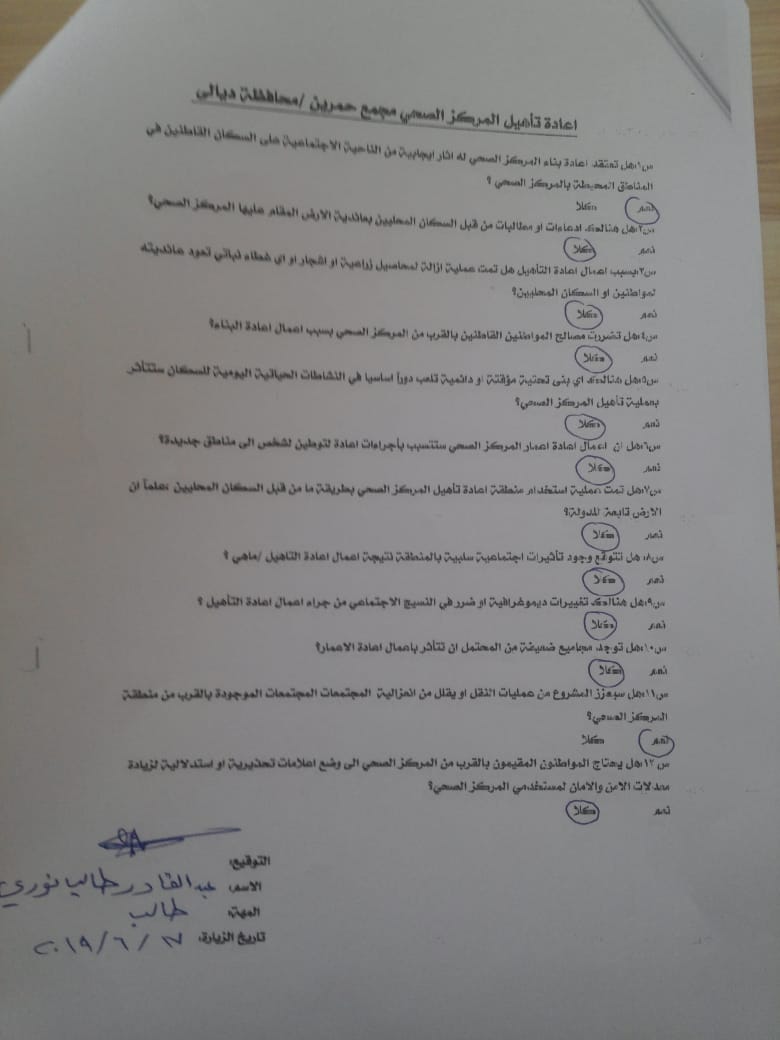 اعادة تأهيل المركز الصحي مجمع حمرين /محافظة ديالى
س١:هل تعتقد اعادة بناء المركز الصحي له اثار ايجابية من الناحية الاجتماعية على السكان القاطنين في
المناطق المحيطة بالمركز الصحي ؟
نعم كلا
س٢:هل هنالك ادعاءات او مطالبات من قبل السكان المحليين بعائدية الارض المقام عليها المركز الصحي؟
نعم كلا
س٣:بسبب اعمال اعادة التأهيل هل تمت عملية ازالة لمحاصيل زراعية او اشجار او اي غطاء نباتي تعود عائديته
لمواطنين او السكان المحليين؟
نعم كلا
س٤:هل تضررت مصالح المواطنين القاطنين بالقرب من المركز الصحي بسبب اعمال اعادة البناء؟
نعم كلا
س٥:هل هنالك اي بنى تحتية مؤقتة او دائمية تلعب دوراً اساسيا في النشاطات الحياتية اليومية للسكان ستتأثر
بعملية تأهيل المركز الصحي؟
نعم كلا
س٦:هل ان اعمال اعادة اعمار المركز الصحي ستتسبب بأجراءات اعادة لتوطين لشخص الى مناطق جديدة؟
نعم كلا
س٧:هل تمت عملية استخدام منطقة اعادة تأهيل المركز الصحي بطريقة ما من قبل السكان المحليين ،علماً ان
الارض تابعة للدولة؟
نعم كلا
س٨: هل تتوقع وجود تأثيرات اجتماعية سلبية بالمنطقة نتيجة اعمال اعادة التاهيل /ماهي ؟
نعم كلا
س٩:هل هنالك تغييرات ديموغرافية او ضرر في النسيج الاجتماعي من جراء اعمال اعادة التأهيل ؟
نعم كلا
س١٠:هل توجد مجاميع ضعيفة من المحتمل ان تتأثر باعمال اعادة الاعمار؟
نعم كلا
س١١:هل سيعزز المشروع من عمليات النقل او يقلل من انعزالية المجتمعات المجتمعات الموجودة بالقرب من منطقة
المركز الصحي؟
نعم كلا
س١٢:هل يحتاج المواطنون المقيمون بالقرب من المركز الصحي الى وضع اعلامات تحذيرية او استدلالية لزيادة
معدلات الامن والامان لمستخدمي المركز الصحي؟
نعم كلا
التوقيع:
الاسم: عبد القادر طالب نوري
المهنة: طالب
تاريخ الزيارة: ١٧ / ٦ / ٢٠١٩